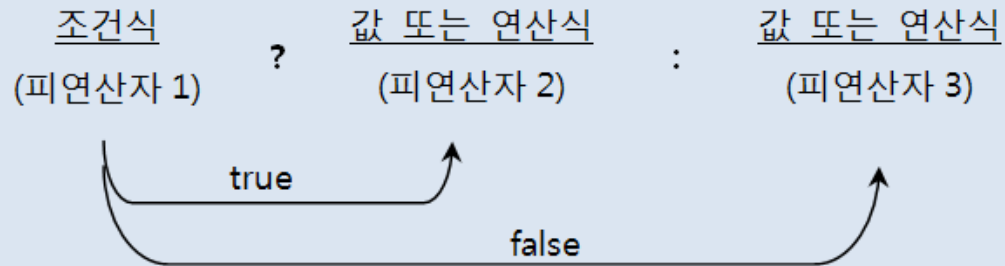 조건식 ? 값 또는 연산식 : 값 또는 연산식
(피연산자 1) (피연산자 2) (피연산자 3)
true
false